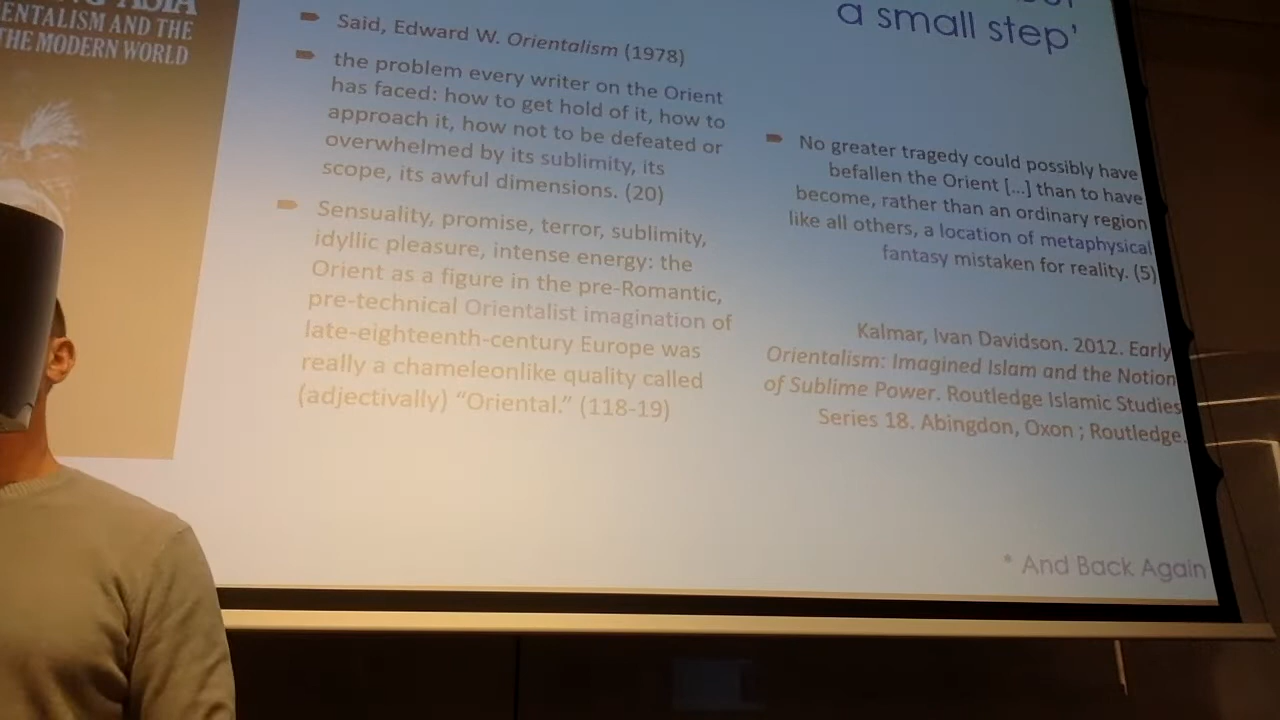 ENTALISM AND THE
THE MODERN WORLD
a small step'
Said, Edward W. Orientalism (1978)
the problem every writer on the Orient
has faced: how to get hold of it, how to
approach it, how not to be defeated or
overwhelmed by its sublimity, its
scope, its awful dimensions. (20)
Sensuality, promise, terror, sublimity,
idyllic pleasure, intense energy: the
Orient as a figure in the pre-Romantic,
pre-technical Orientalist imagination of
late-eighteenth-century Europe was
really a chameleonlike quality called
(adjectivally) “Oriental.” (118-19)
No greater tragedy could possibly have
befallen the Orient […] than to have
become, rather than an ordinary region
like all others, a location of metaphysical
fantasy mistaken for reality. (5)
Kalmar, Ivan Davidson. 2012. Early
Orientalism: Imagined Islam and the Notion
of Sublime Power. Routledge Islamic Studies
Series 18. Abingdon, Oxon ; Routledge.
* And Back Again